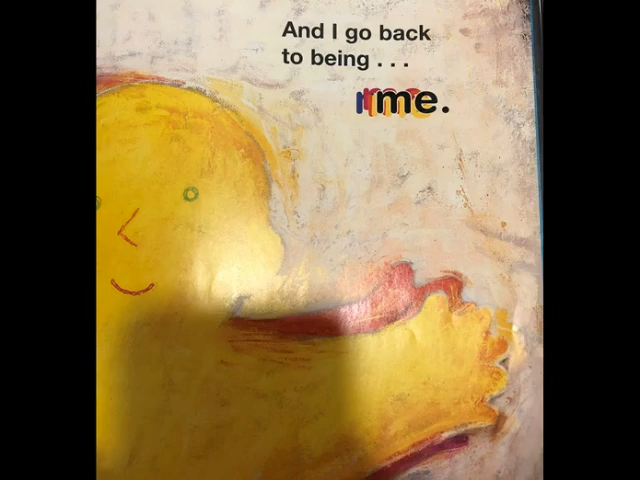 And I go back
to being . . .
me.